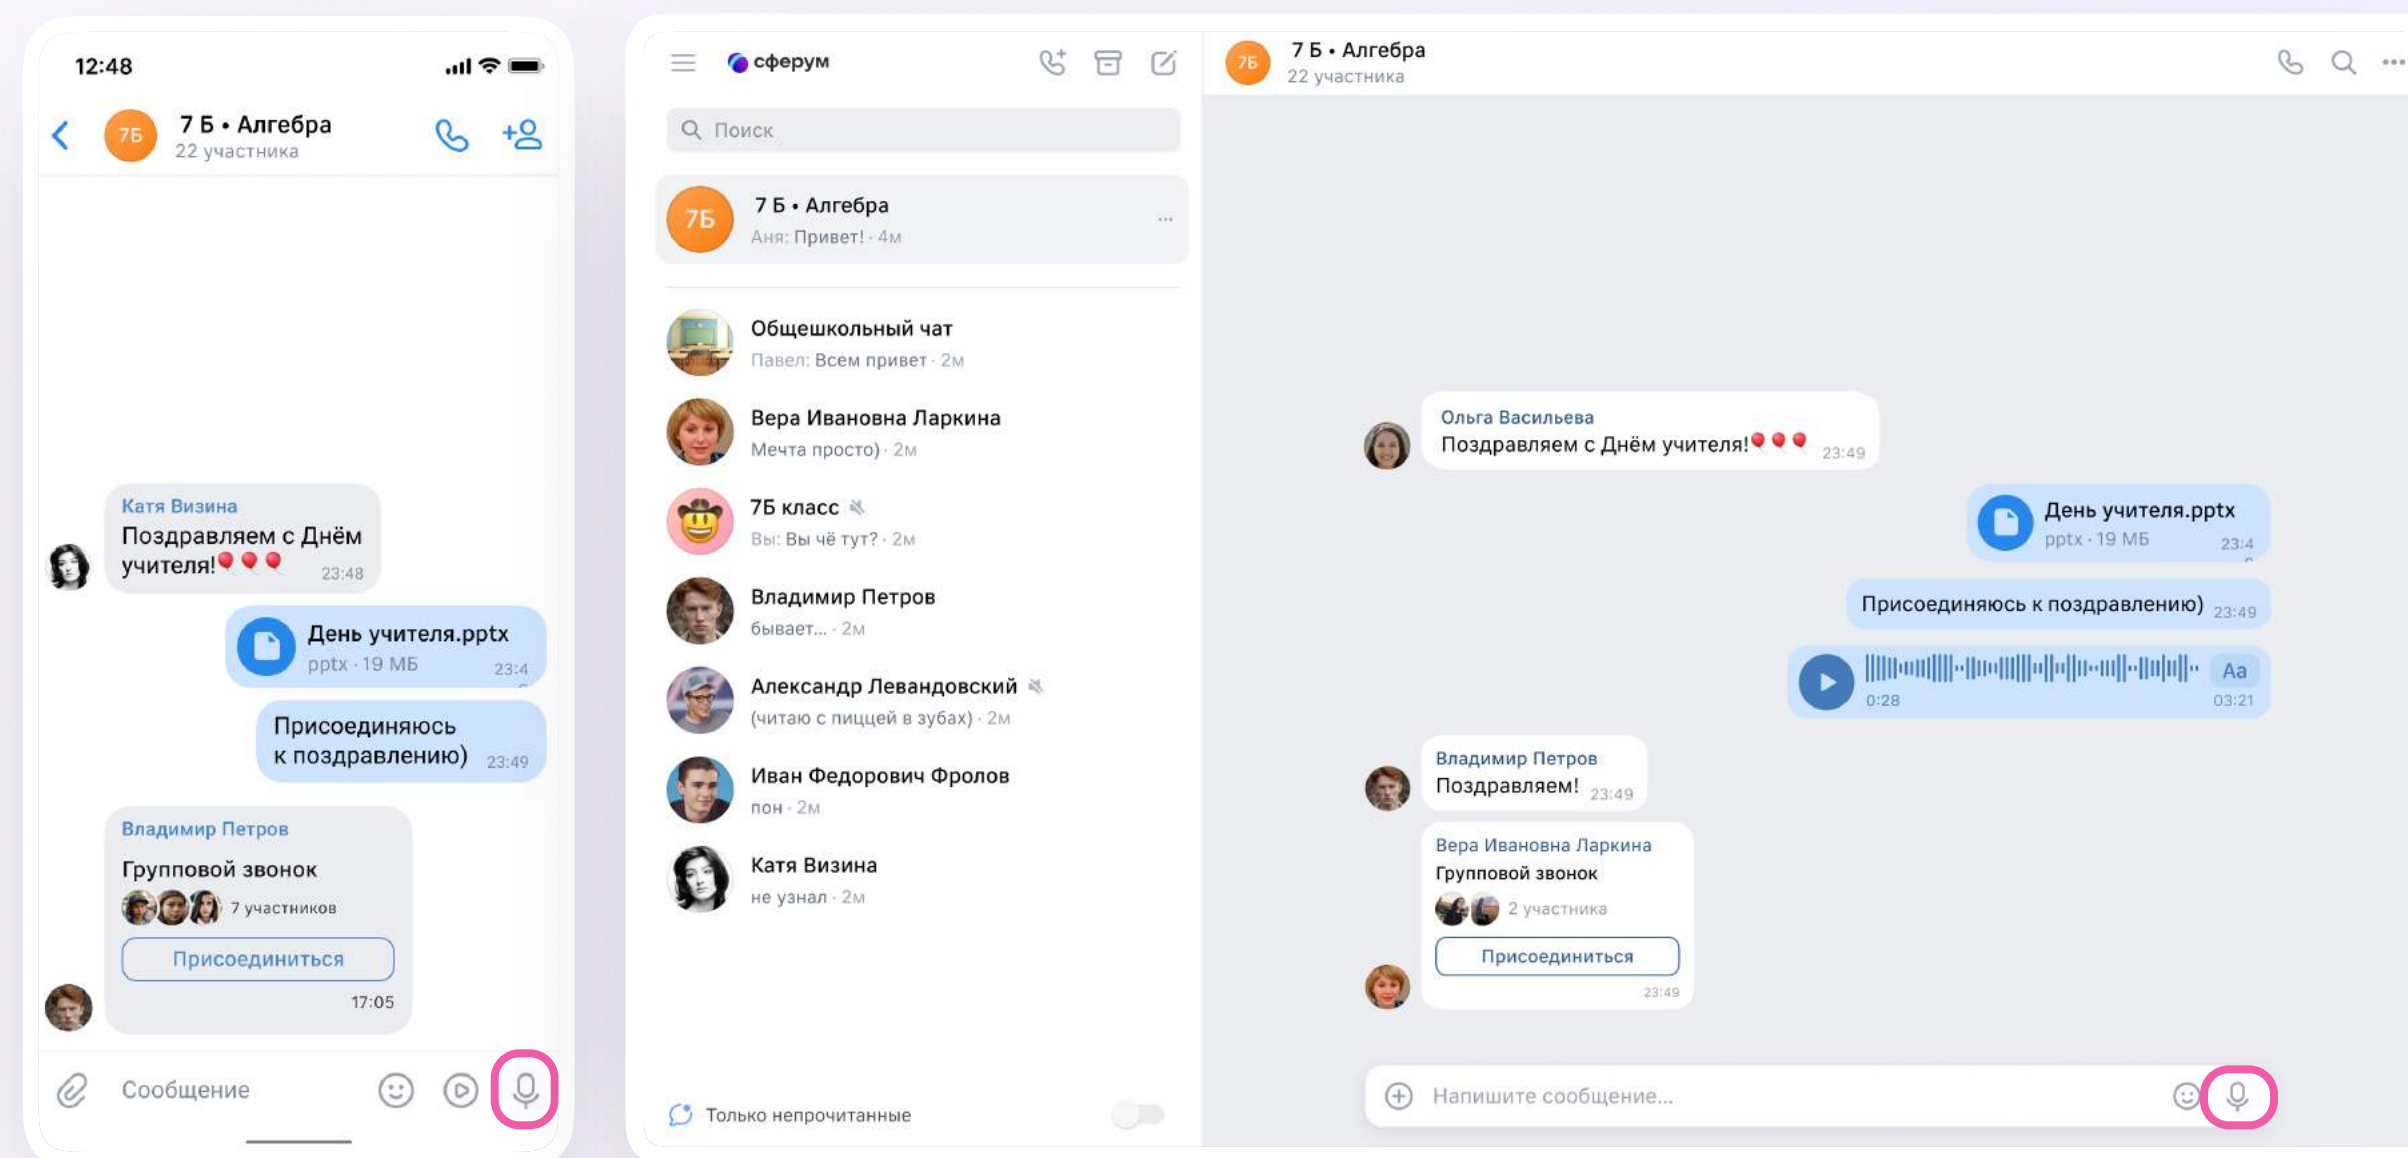 12:48
7Б
7 Б • Алгебра
22 участника
Катя Визина
Поздравляем с Днём
учителя!
23:48
День учителя.pptx
pptx · 19 МБ
23:4
Присоединяюсь
к поздравлению)
23:49
Владимир Петров
Групповой звонок
7 участников
Присоединиться
17:05
Сообщение
сферум
Поиск
7Б
7 Б • Алгебра
Аня: Привет! · 4м
Общешкольный чат
Павел: Всем привет · 2м
Вера Ивановна Ларкина
Мечта просто) · 2м
7Б класс
Вы: Вы чё тут? · 2м
Владимир Петров
бывает... · 2м
Александр Левандовский
(читаю с пиццей в зубах) · 2м
Иван Федорович Фролов
пон · 2м
Катя Визина
не узнал · 2м
Только непрочитанные
7Б
7 Б • Алгебра
22 участника
Ольга Васильева
Поздравляем с Днём учителя!
23:49
День учителя.pptx
pptx · 19 МБ
23:4
Присоединяюсь к поздравлению)
23:49
Aa
0:28
03:21
Владимир Петров
Поздравляем!
23:49
Вера Ивановна Ларкина
Групповой звонок
2 участника
Присоединиться
23:49
Напишите сообщение...